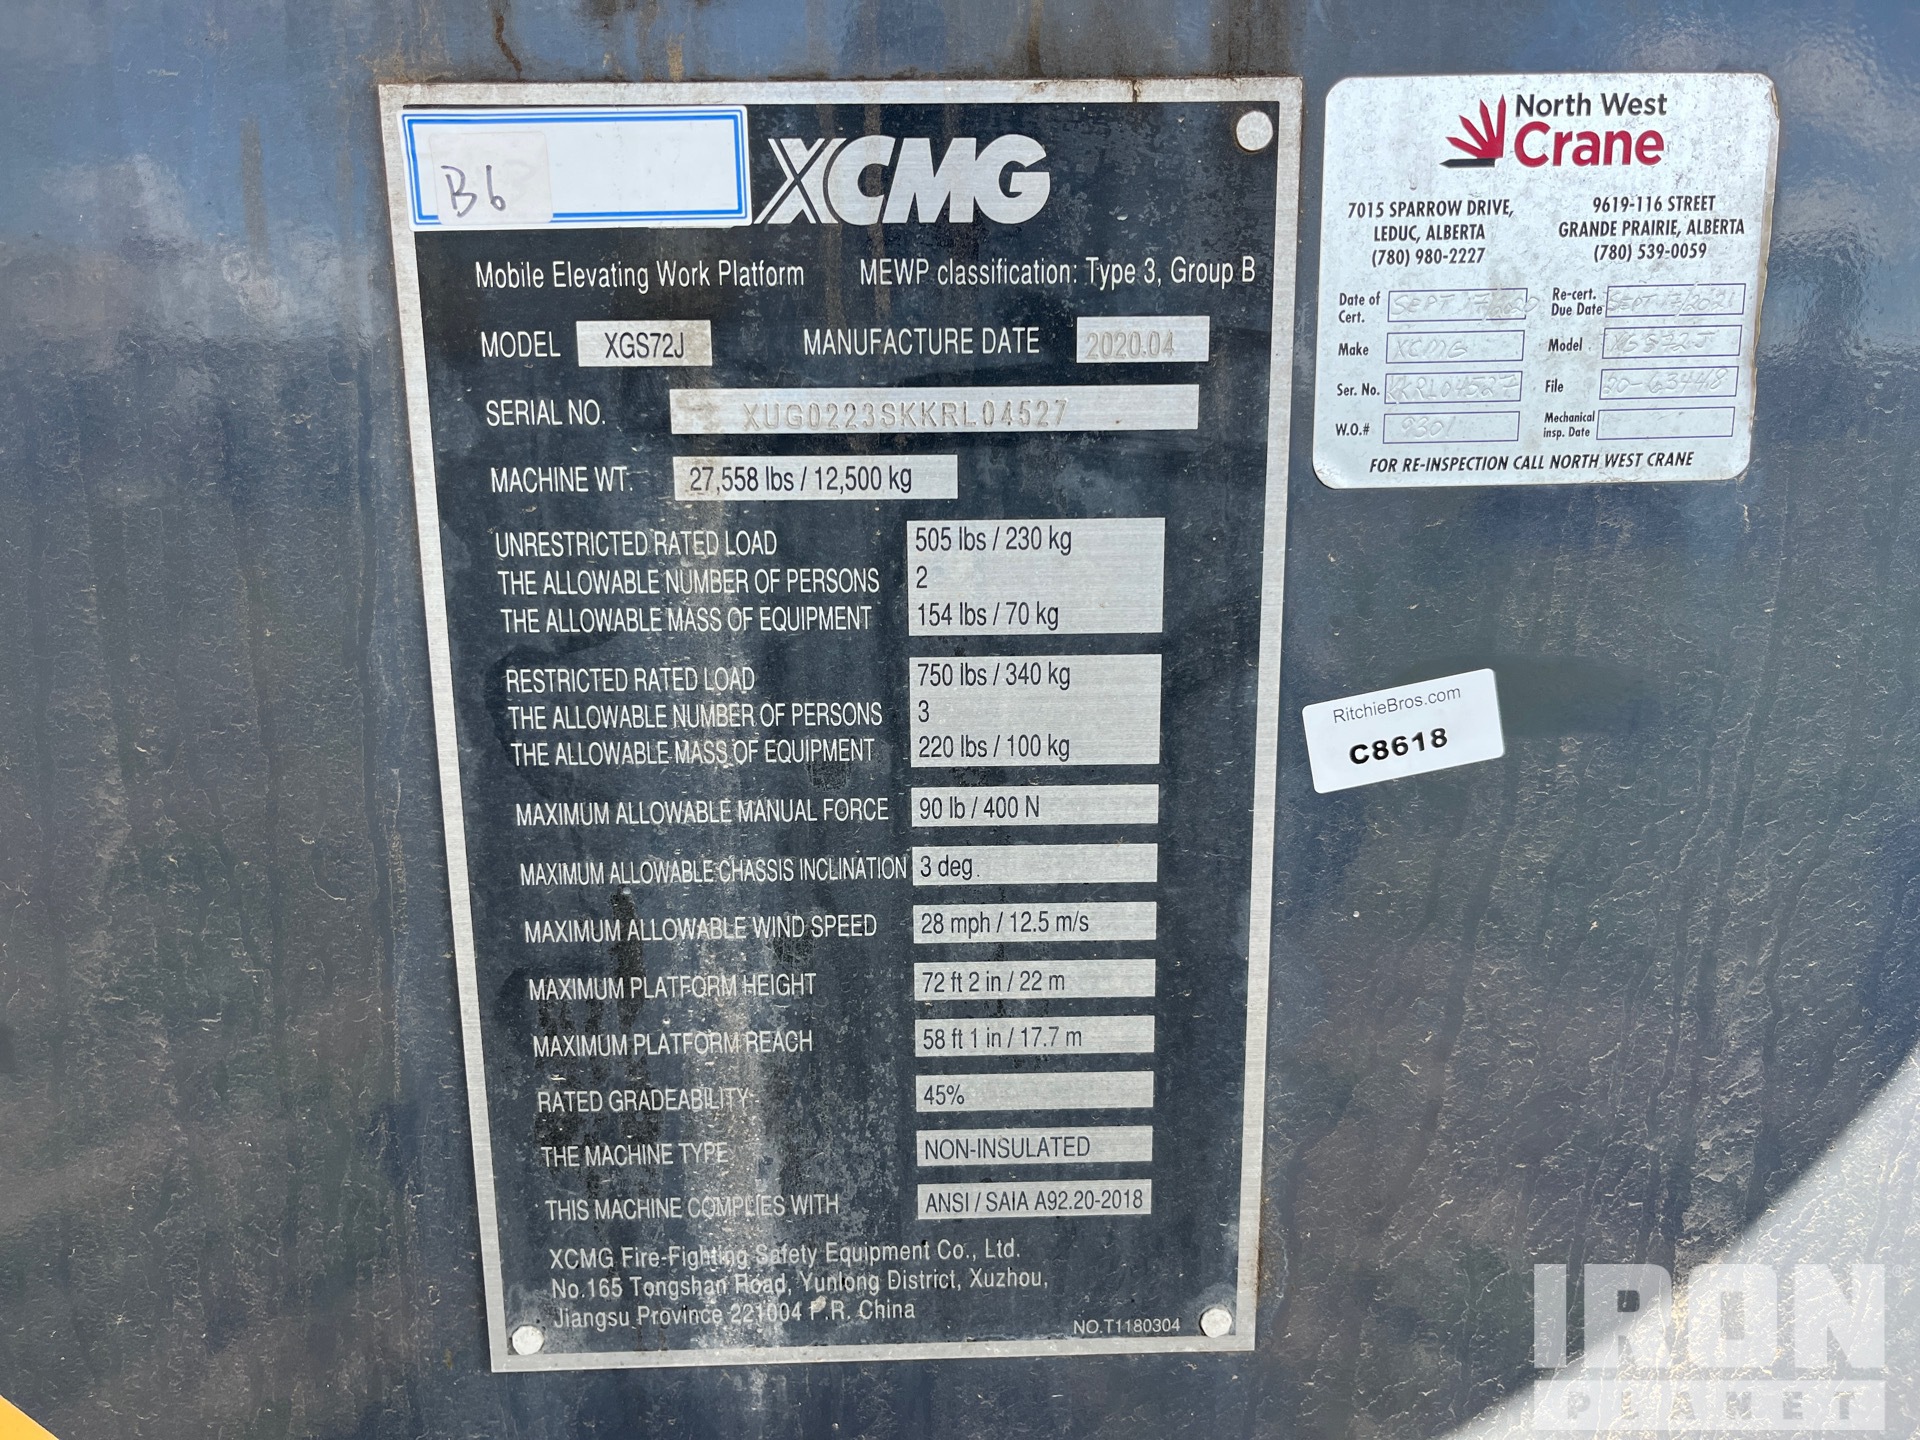 B6
XCMG
Mobile Elevating Work Platform MEWP classification: Type 3, Group B
MODEL XGS72J MANUFACTURE DATE 2020.04
SERIAL NO. XUG0223SKKRL04527
MACHINE WT. 27,558 lbs / 12,500 kg
UNRESTRICTED RATED LOAD 505 lbs / 230 kg
THE ALLOWABLE NUMBER OF PERSONS 2
THE ALLOWABLE MASS OF EQUIPMENT 154 lbs / 70 kg
RESTRICTED RATED LOAD 750 lbs / 340 kg
THE ALLOWABLE NUMBER OF PERSONS 3
THE ALLOWABLE MASS OF EQUIPMENT 220 lbs / 100 kg
MAXIMUM ALLOWABLE MANUAL FORCE 90 lb / 400 N
MAXIMUM ALLOWABLE CHASSIS INCLINATION 3 deg.
MAXIMUM ALLOWABLE WIND SPEED 28 mph / 12.5 m/s
MAXIMUM PLATFORM HEIGHT 72 ft 2 in / 22 m
MAXIMUM PLATFORM REACH 58 ft 1 in / 17.7 m
RATED GRADEABILITY 45%
THE MACHINE TYPE NON-INSULATED
THIS MACHINE COMPLIES WITH ANSI / SAIA A92.20-2018
XCMG Fire-Fighting Safety Equipment Co., Ltd.
No.165 Tongshan Road, Yunlong District, Xuzhou,
Jiangsu Province 221004 P.R. China
NO.T1180304
North West
Crane
7015 SPARROW DRIVE,
LEDUC, ALBERTA
(780) 980-2227
9619-116 STREET
GRANDE PRAIRIE, ALBERTA
(780) 539-0059
Date of Cert. SEPT 17/2020 Re-cert. Due Date SEPT 17/2021
Make XCMG Model XGS72J
Ser. No. KKRL04527 File 20-63448
W.O.# 9301 Mechanical insp. Date
FOR RE-INSPECTION CALL NORTH WEST CRANE
RitchieBros.com
C8618
IRON
PLANET